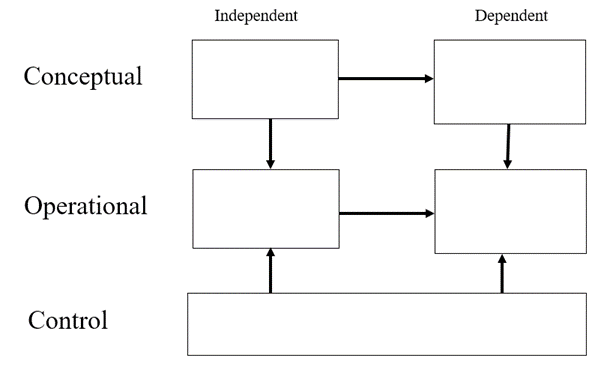 Independent
Dependent
Conceptual
Operational
Control